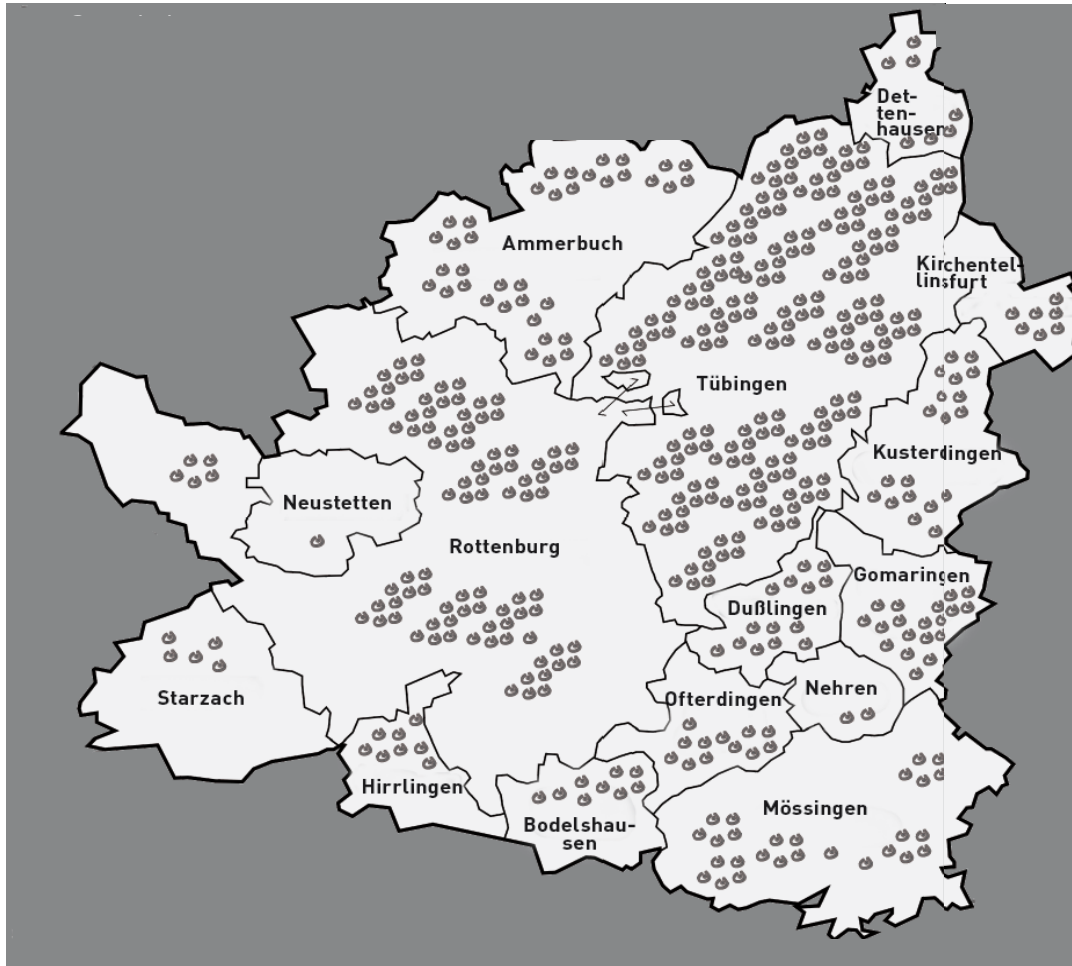 Det-
ten-
hausen
Ammerbuch
Kirchentel-
linsfurt
Tübingen
Kusterdingen
Neustetten
Rottenburg
Gomaringen
Dußlingen
Starzach
Ofterdingen
Nehren
Hirrlingen
Mössingen
Bodelshau-
sen